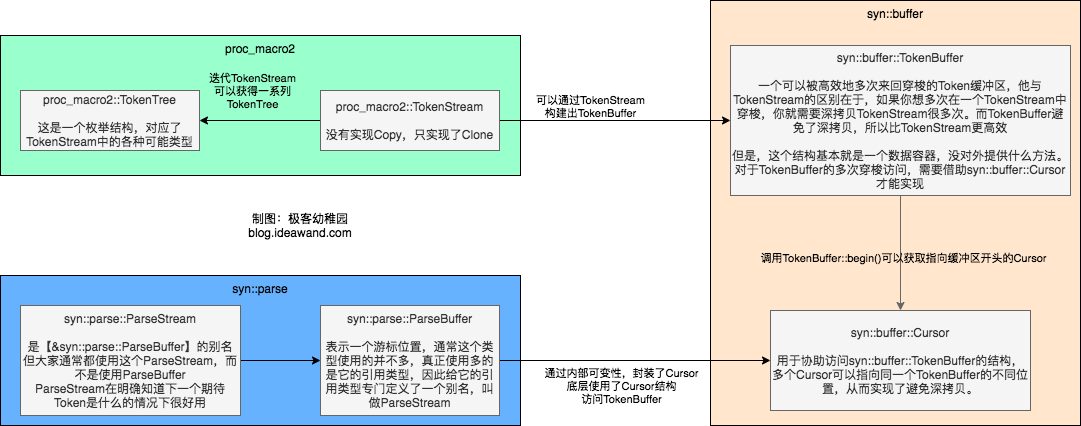 proc_macro2
迭代TokenStream
可以获得一系列
TokenTree
proc_macro2::TokenTree
这是一个枚举结构，对应了
TokenStream中的各种可能类型
proc_macro2::TokenStream
没有实现Copy，只实现了Clone
可以通过TokenStream
构建出TokenBuffer
syn::buffer
syn::buffer::TokenBuffer
一个可以被高效地多次来回穿梭的Token缓冲区，他与
TokenStream的区别在于，如果你想多次在一个TokenStream中
穿梭，你就需要深拷贝TokenStream很多次。而TokenBuffer避
免了深拷贝，所以比TokenStream更高效
但是，这个结构基本就是一个数据容器，没对外提供什么方法。
对于TokenBuffer的多次穿梭访问，需要借助syn::buffer::Cursor
才能实现
制图：极客幼稚园
blog.ideawand.com
调用TokenBuffer::begin()可以获取指向缓冲区开头的Cursor
syn::parse
syn::parse::ParseStream
是【&syn::parse::ParseBuffer】的别名
但大家通常都使用这个ParseStream，而
不是使用ParseBuffer
ParseStream在明确知道下一个期待
Token是什么的情况下很好用
syn::parse::ParseBuffer
表示一个游标位置，通常这个类
型使用的并不多，真正使用多的
是它的引用类型，因此给它的引
用类型专门定义了一个别名，叫
做ParseStream
通过内部可变性，封装了Cursor
底层使用了Cursor结构
访问TokenBuffer
syn::buffer::Cursor
用于协助访问syn::buffer::TokenBuffer的结构，
多个Cursor可以指向同一个TokenBuffer的不同位
置，从而实现了避免深拷贝。